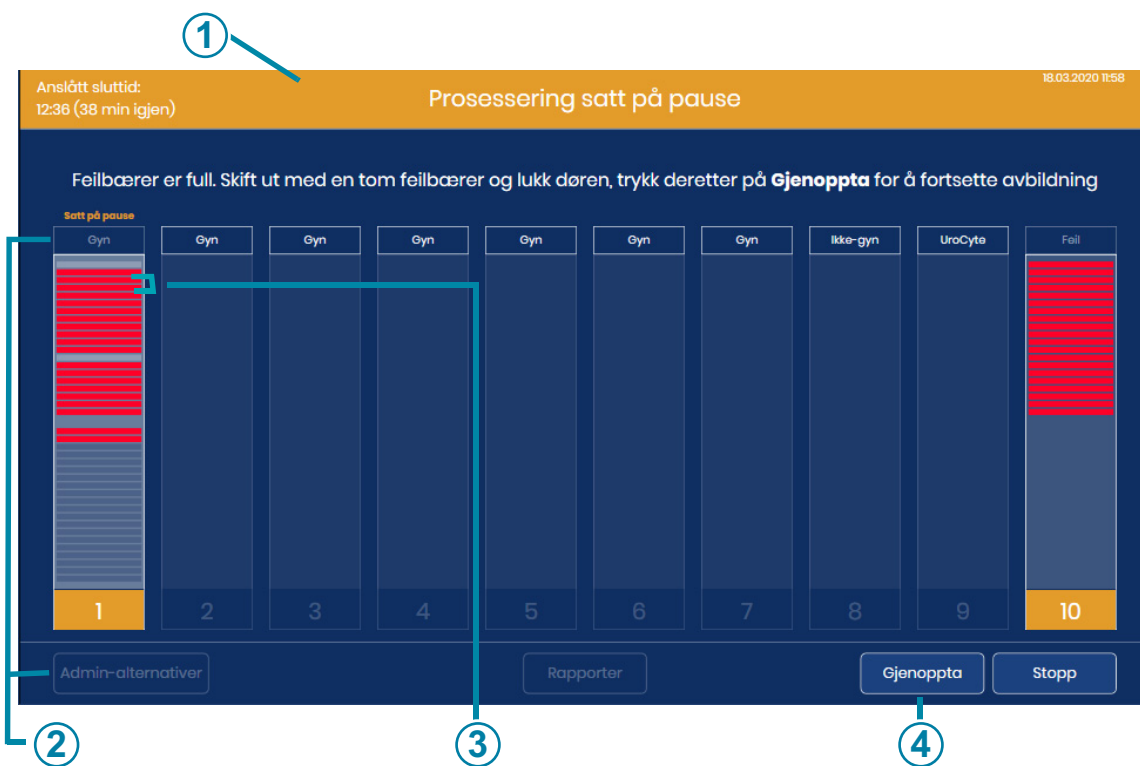 1
Anslått sluttid:
12:36 (38 min igjen)
Prosessering satt på pause
18.03.2020 11:58
Feilbærer er full. Skift ut med en tom feilbærer og lukk døren, trykk deretter på Gjenoppta for å fortsette avbildning
Satt på pause
Gyn Gyn Gyn Gyn Gyn Gyn Gyn Ikke-gyn UroCyte Feil
1 2 3 4 5 6 7 8 9 10
Admin-alternativer Rapporter Gjenoppta Stopp
2 3 4